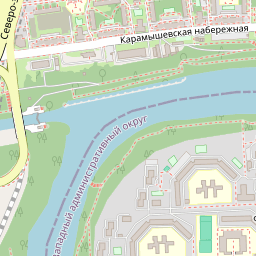 Северо-З
Карамышевская набережная
ападный административный округ